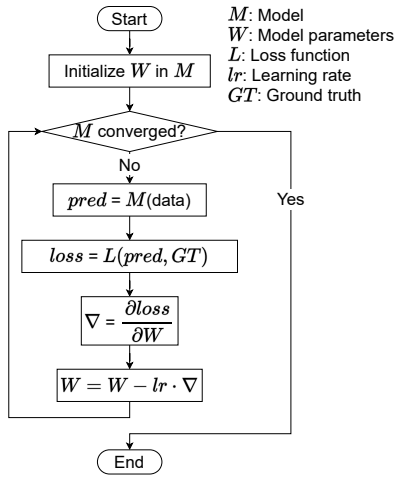 Start
M: Model
W: Model parameters
L: Loss function
lr: Learning rate
GT: Ground truth
Initialize W in M
M converged?
No
Yes
pred = M(data)
loss = L(pred, GT)
∇ = ∂loss/∂W
W = W − lr · ∇
End